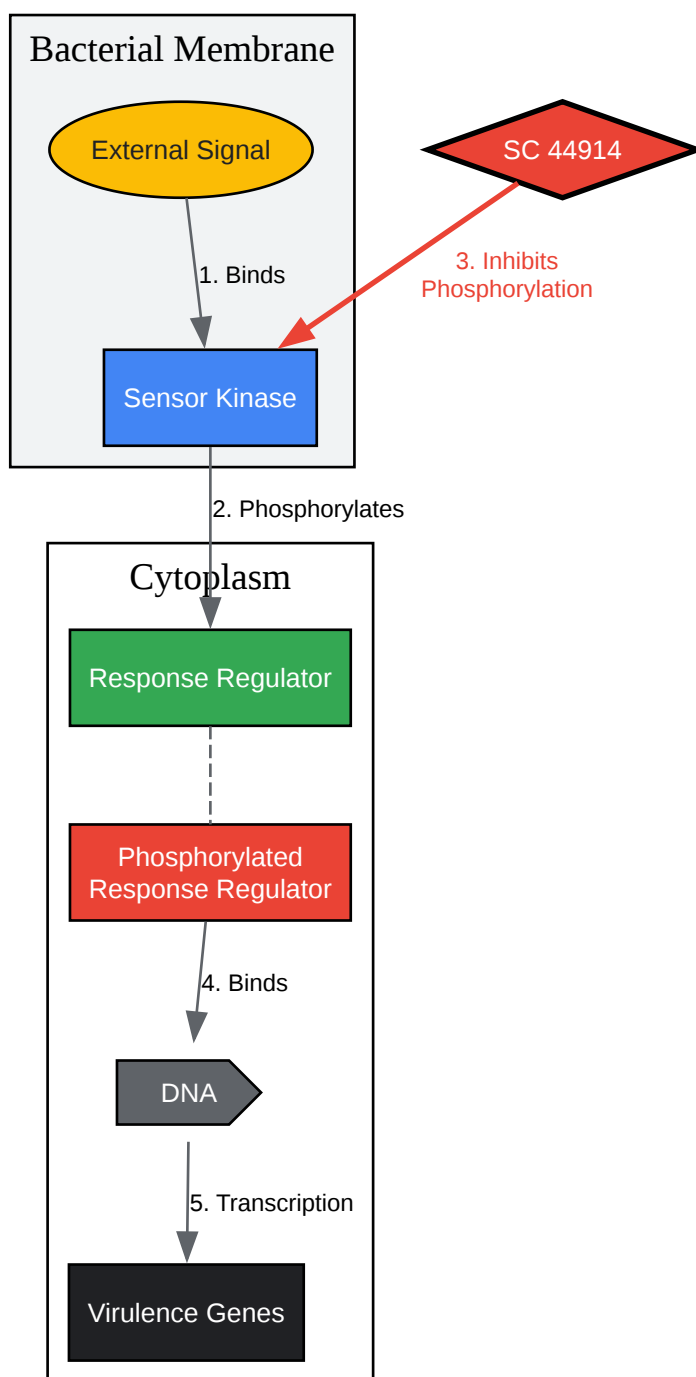 Bacterial Membrane
External Signal
SC 44914
1. Binds
3. Inhibits
Phosphorylation
Sensor Kinase
2. Phosphorylates
Cytoplasm
Response Regulator
Phosphorylated
Response Regulator
4. Binds
DNA
5. Transcription
Virulence Genes